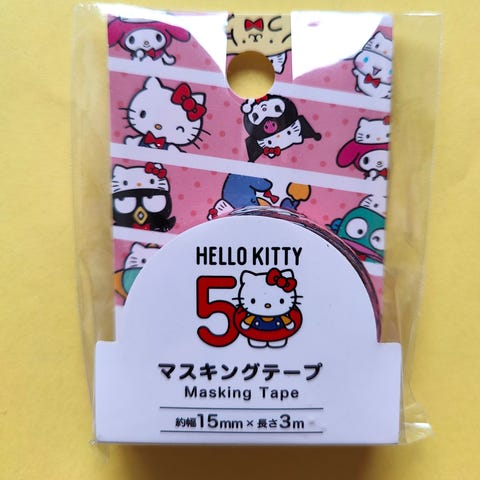 HELLO KITTY
50
マスキングテープ
Masking Tape
約幅15mm×長さ3m